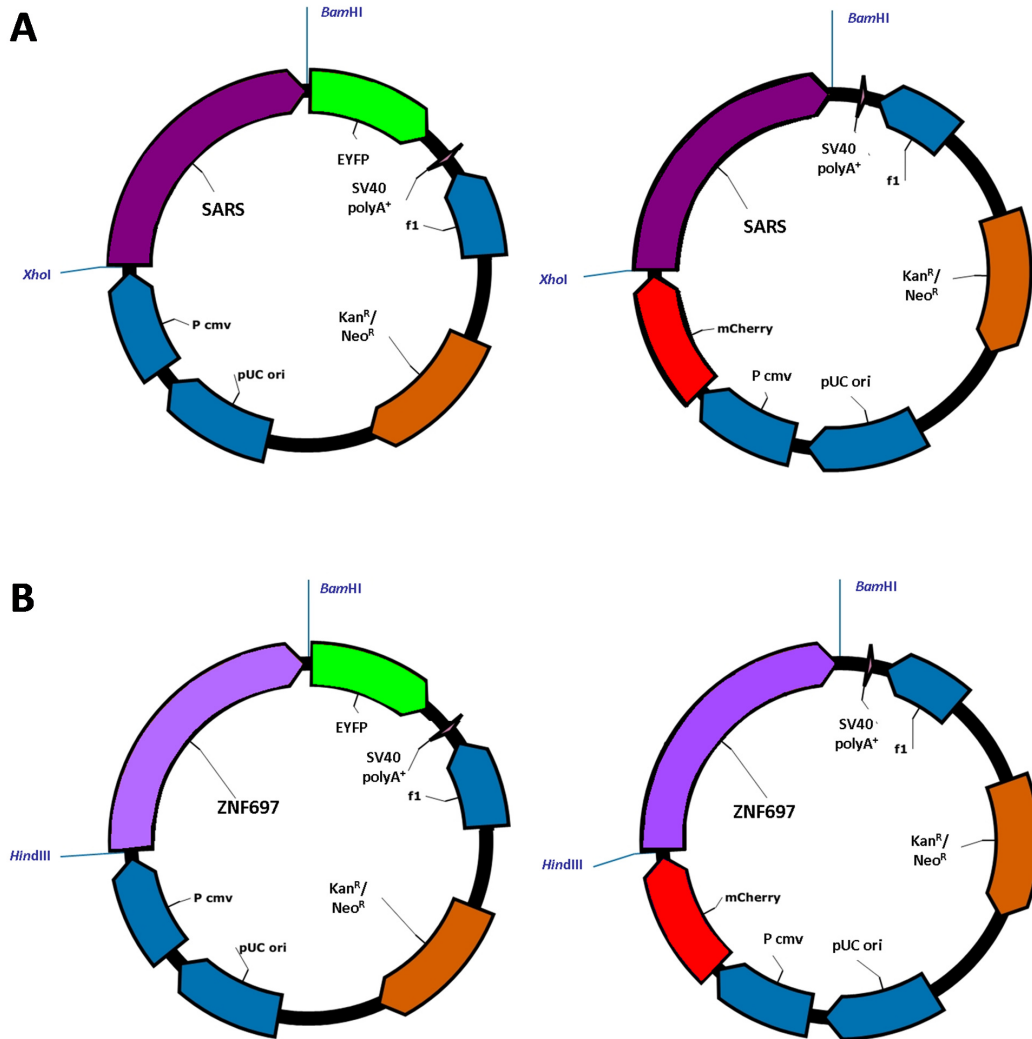 A
BamHI
EYFP
SV40
polyA+
f1
SARS
XhoI
P cmv
pUC ori
KanR/
NeoR
BamHI
SV40
polyA+
f1
SARS
XhoI
KanR/
NeoR
mCherry
P cmv
pUC ori
B
BamHI
EYFP
SV40
polyA+
f1
ZNF697
HindIII
P cmv
pUC ori
KanR/
NeoR
BamHI
SV40
polyA+
f1
ZNF697
HindIII
KanR/
NeoR
mCherry
P cmv
pUC ori